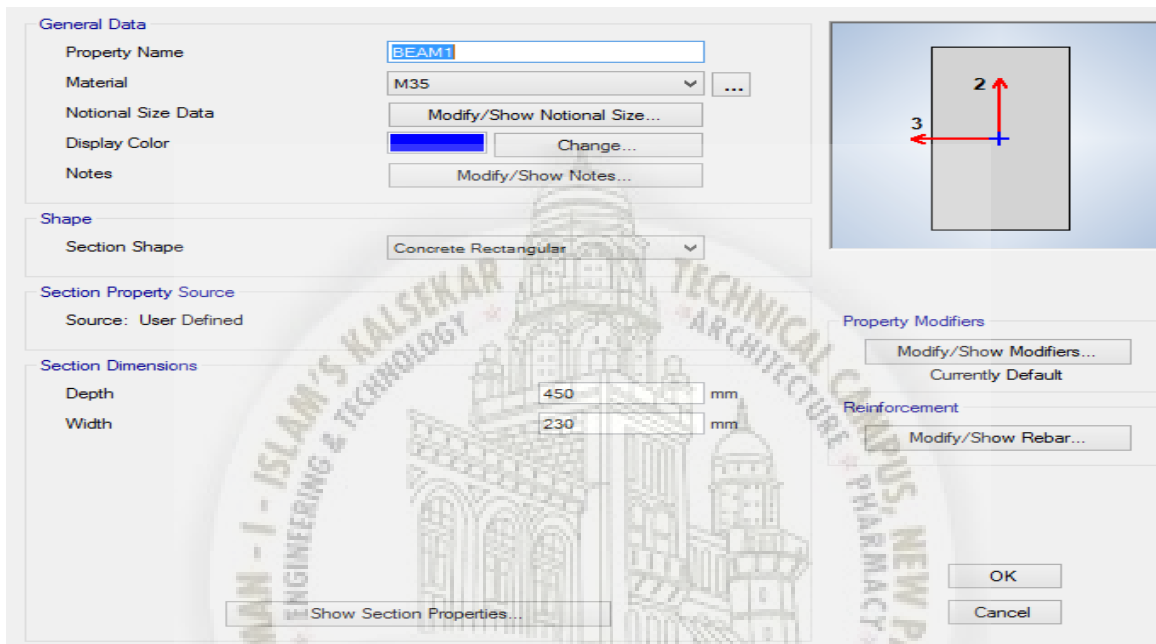 General Data
Property Name BEAM1
Material M35 ...
Notional Size Data Modify/Show Notional Size...
Display Color Change...
Notes Modify/Show Notes...
2
3
Shape
Section Shape Concrete Rectangular
Section Property Source
Source: User Defined
Section Dimensions
Depth 450 mm
Width 230 mm
Show Section Properties...
Property Modifiers
Modify/Show Modifiers...
Currently Default
Reinforcement
Modify/Show Rebar...
OK
Cancel
MAN - I - ISLAM'S KALSEKAR TECHNICAL CAMPUS, NEW
ENGINEERING & TECHNOLOGY * ARCHITECTURE * PHARMACY